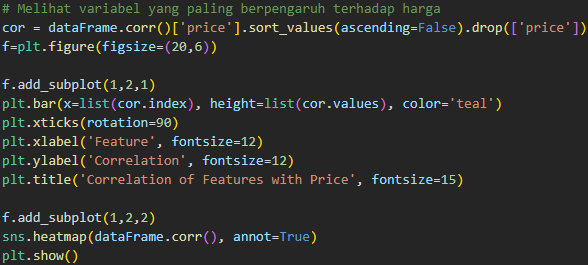 # Melihat variabel yang paling berpengaruh terhadap harga
cor = dataFrame.corr()['price'].sort_values(ascending=False).drop(['price'])
f=plt.figure(figsize=(20,6))
f.add_subplot(1,2,1)
plt.bar(x=list(cor.index), height=list(cor.values), color='teal')
plt.xticks(rotation=90)
plt.xlabel('Feature', fontsize=12)
plt.ylabel('Correlation', fontsize=12)
plt.title('Correlation of Features with Price', fontsize=15)
f.add_subplot(1,2,2)
sns.heatmap(dataFrame.corr(), annot=True)
plt.show()